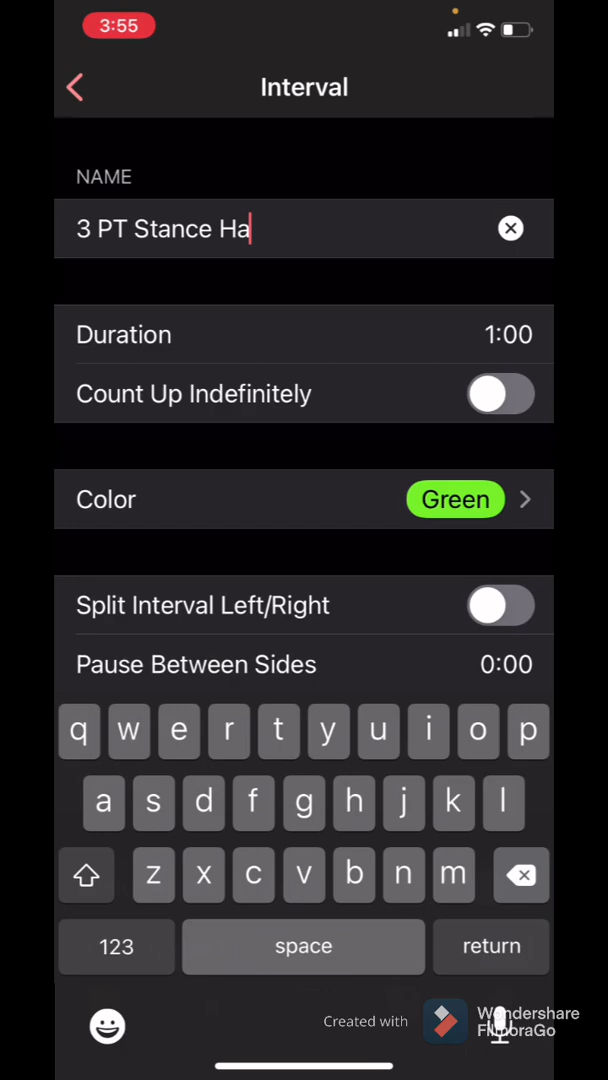 3:55
Interval
NAME
3 PT Stance Ha
Duration 1:00
Count Up Indefinitely
Color Green
Split Interval Left/Right
Pause Between Sides 0:00
q w e r t y u i o p
a s d f g h j k l
z x c v b n m
123 space return
Created with Wondershare
FilmoraGo